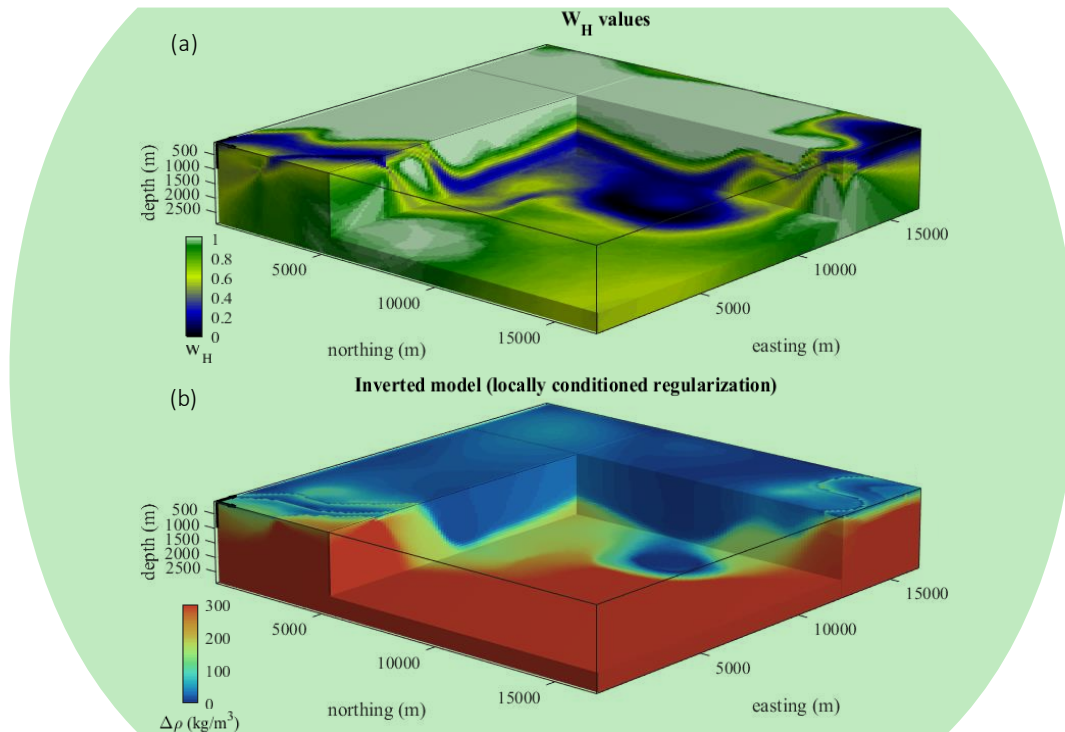 W_H values
(a)
depth (m)
500
1000
1500
2000
2500
1
0.8
0.6
0.4
0.2
0
W_H
5000
10000
15000
northing (m)
5000
10000
15000
easting (m)
Inverted model (locally conditioned regularization)
(b)
depth (m)
500
1000
1500
2000
2500
300
200
100
0
Δρ (kg/m³)
5000
10000
15000
northing (m)
5000
10000
15000
easting (m)